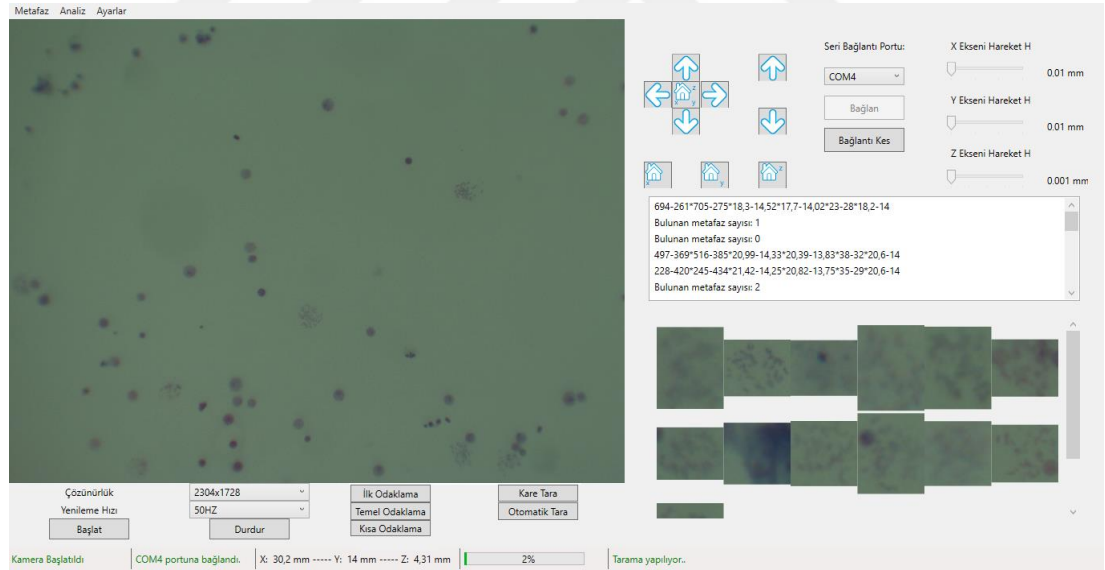 Metafaz Analiz Ayarlar
Seri Bağlantı Portu:
COM4
Bağlan
Bağlantı Kes
X Ekseni Hareket H
0.01 mm
Y Ekseni Hareket H
0.01 mm
Z Ekseni Hareket H
0.001 mm
x z y
x y z
694-261*705-275*18,3-14,52*17,7-14,02*23-28*18,2-14
Bulunan metafaz sayısı: 1
Bulunan metafaz sayısı: 0
497-369*516-385*20,99-14,33*20,39-13,83*38-32*20,6-14
228-420*245-434*21,42-14,25*20,82-13,75*35-29*20,6-14
Bulunan metafaz sayısı: 2
Çözünürlük 2304x1728 İlk Odaklama Kare Tara
Yenileme Hızı 50HZ Temel Odaklama Otomatik Tara
Başlat Durdur Kısa Odaklama
Kamera Başlatıldı COM4 portuna bağlandı. X: 30,2 mm ----- Y: 14 mm ----- Z: 4,31 mm 2% Tarama yapılıyor..